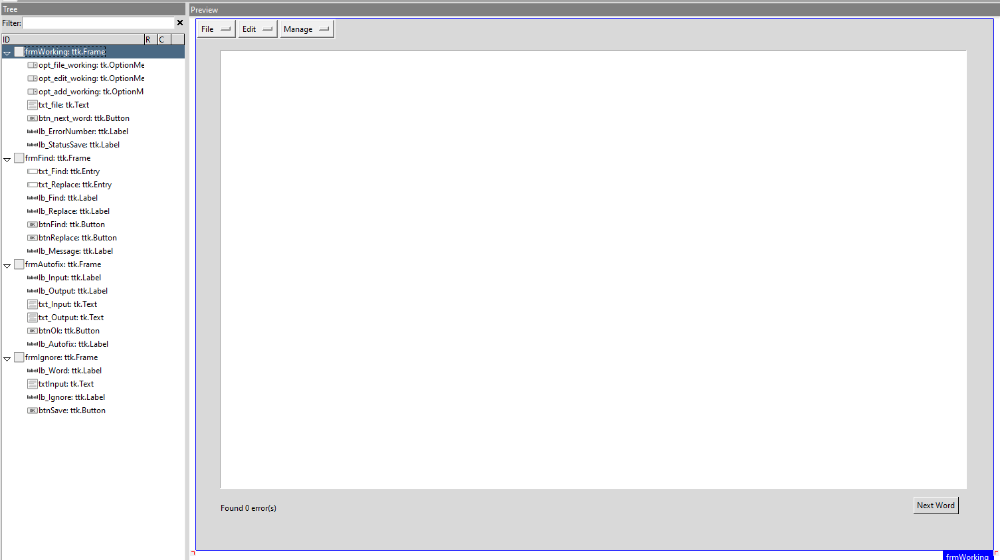 Tree
Filter:
ID R C
frmWorking: ttk.Frame
opt_file_working: tk.OptionMe
opt_edit_woking: tk.OptionMe
opt_add_working: tk.OptionM
txt_file: tk.Text
btn_next_word: ttk.Button
lb_ErrorNumber: ttk.Label
lb_StatusSave: ttk.Label
frmFind: ttk.Frame
txt_Find: ttk.Entry
txt_Replace: ttk.Entry
lb_Find: ttk.Label
lb_Replace: ttk.Label
btnFind: ttk.Button
btnReplace: ttk.Button
lb_Message: ttk.Label
frmAutofix: ttk.Frame
lb_Input: ttk.Label
lb_Output: ttk.Label
txt_Input: tk.Text
txt_Output: tk.Text
btnOk: ttk.Button
lb_Autofix: ttk.Label
frmIgnore: ttk.Frame
lb_Word: ttk.Label
txtInput: tk.Text
lb_Ignore: ttk.Label
btnSave: ttk.Button
Preview
File Edit Manage
Found 0 error(s)
Next Word
frmWorking